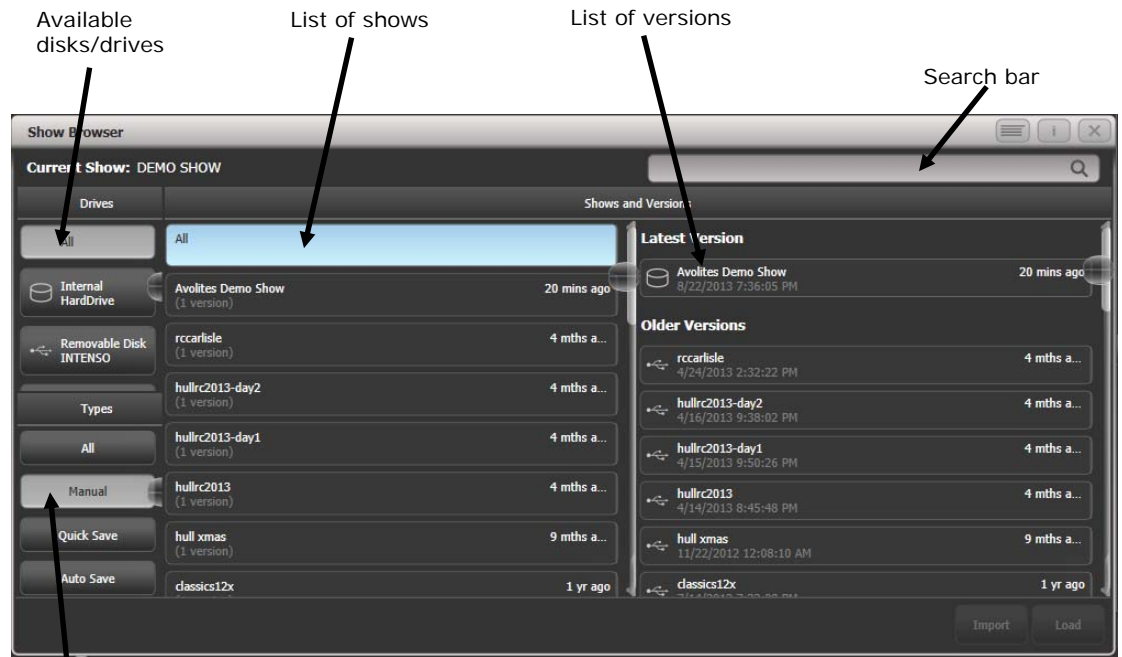 Available
disks/drives
List of shows
List of versions
Search bar
Show Browser
Current Show: DEMO SHOW
Drives
Shows and Versions
All
Internal
HardDrive
Removable Disk
INTENSO
Types
All
Manual
Quick Save
Auto Save
All
Avolites Demo Show
20 mins ago
(1 version)
rccarlisle
4 mths a...
(1 version)
hullrc2013-day2
4 mths a...
(1 version)
hullrc2013-day1
4 mths a...
(1 version)
hullrc2013
4 mths a...
(1 version)
hull xmas
9 mths a...
(1 version)
classics12x
1 yr ago
Latest Version
Avolites Demo Show
20 mins ago
8/22/2013 7:36:05 PM
Older Versions
rccarlisle
4 mths a...
4/24/2013 2:32:22 PM
hullrc2013-day2
4 mths a...
4/16/2013 9:38:02 PM
hullrc2013-day1
4 mths a...
4/15/2013 9:50:26 PM
hullrc2013
4 mths a...
4/14/2013 8:45:48 PM
hull xmas
9 mths a...
11/22/2012 12:08:10 AM
classics12x
1 yr ago
Import
Load